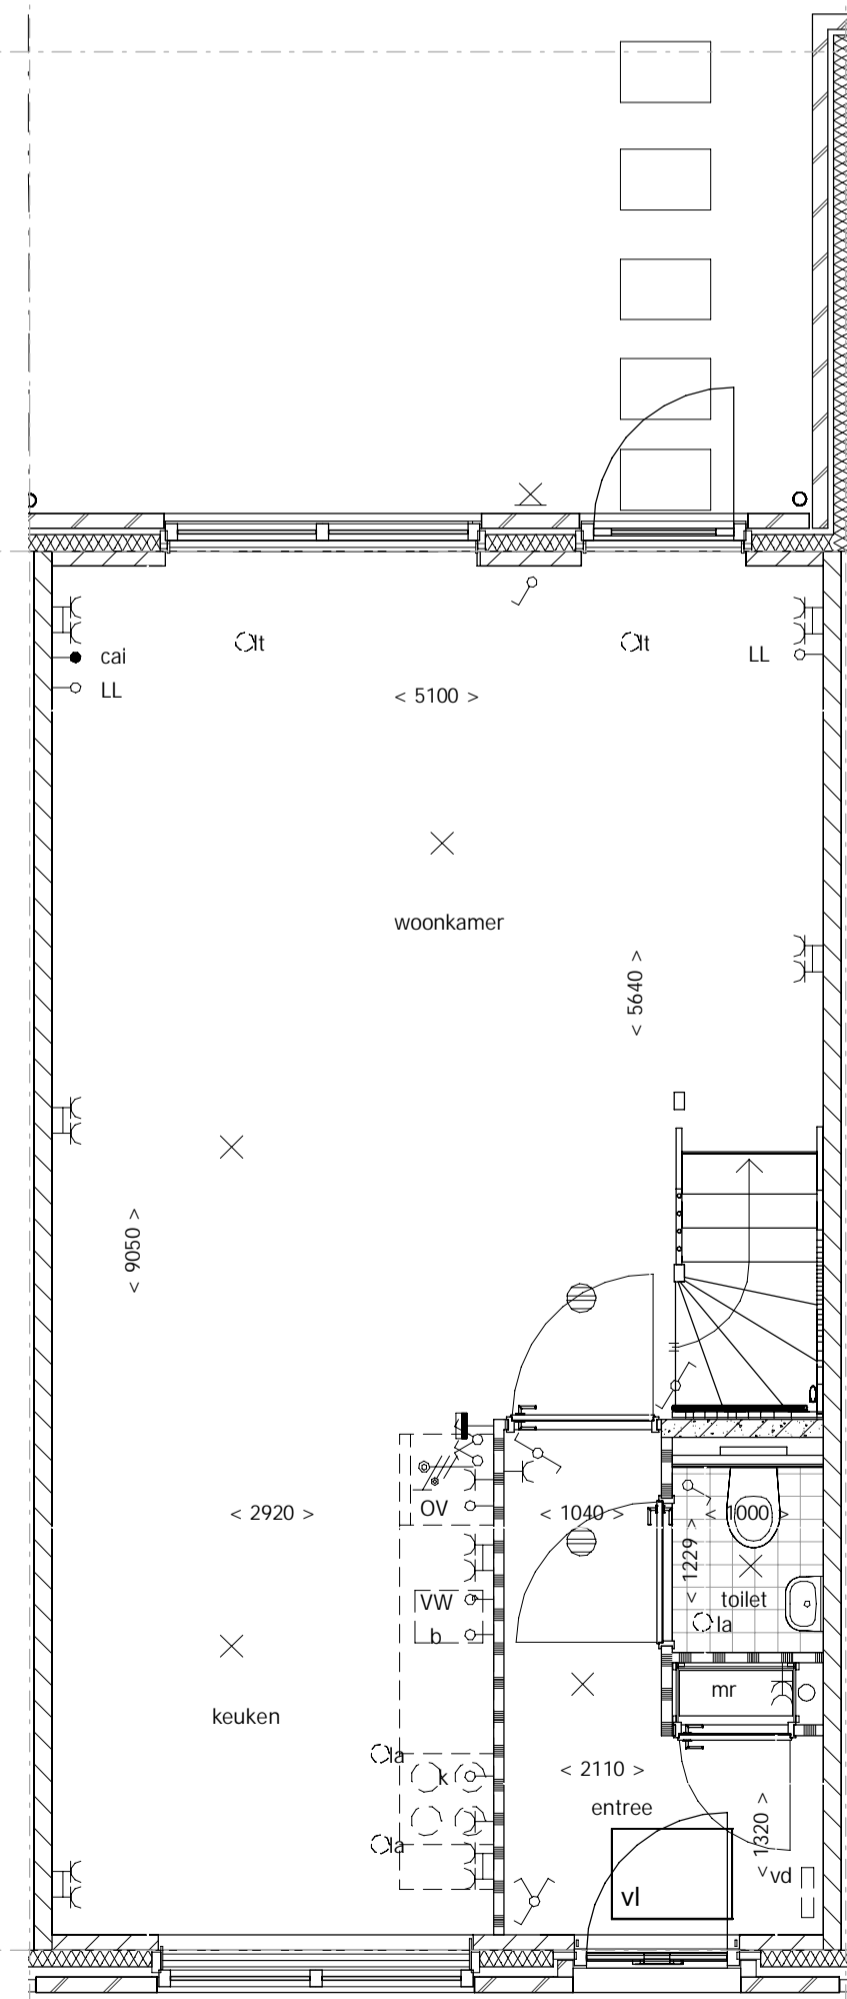 lt
lt
cai
LL
LL
< 5100 >
woonkamer
< 5640 >
< 9050 >
OV
< 2920 >
< 1040 >
< 1000 >
< 1229 >
VW
toilet
la
b
mr
keuken
la
k
< 2110 >
entree
< 1320 >
la
vd
vl